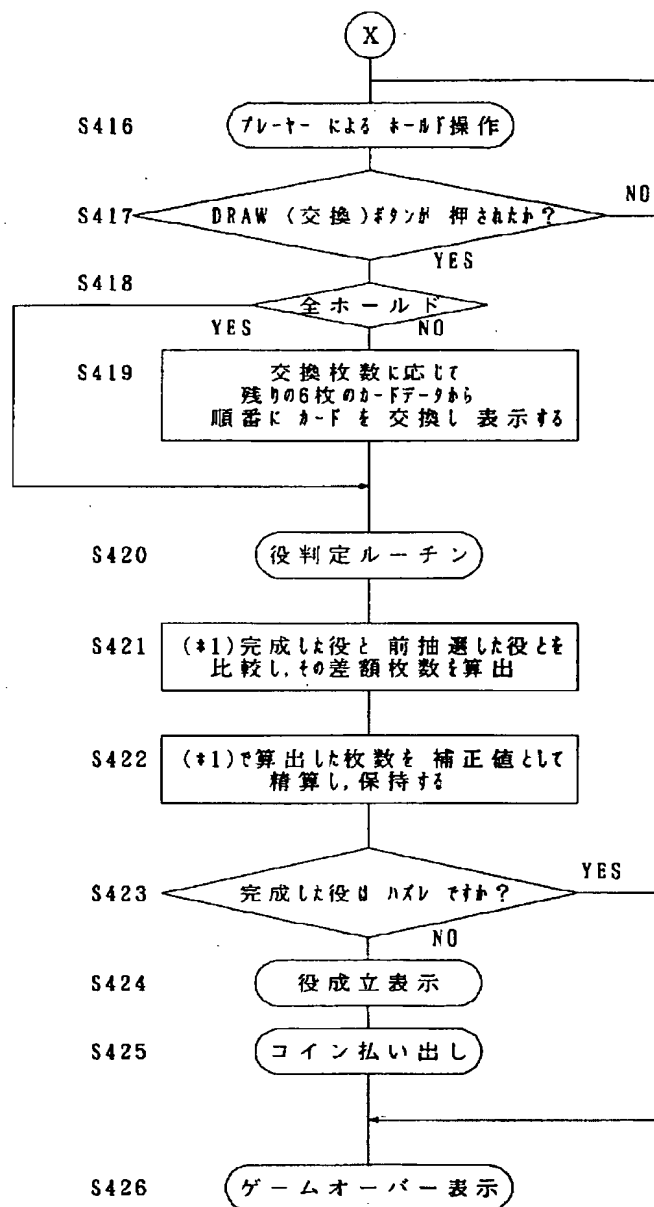 X
S416
プレーヤー による ホールド操作
S417
DRAW (交換)ボタンが 押されたか?
NO
YES
S418
全ホールド
YES
NO
S419
交換枚数に応じて
残りの6枚のカードデータから
順番に カード を 交換し 表示する
S420
役判定ルーチン
S421
(*1)完成した役と 前抽選した役とを
比較し,その差額枚数を算出
S422
(*1)で算出した枚数を 補正値として
精算し,保持する
S423
完成した役は ハズレ ですか?
YES
NO
S424
役成立表示
S425
コイン払い出し
S426
ゲームオーバー表示